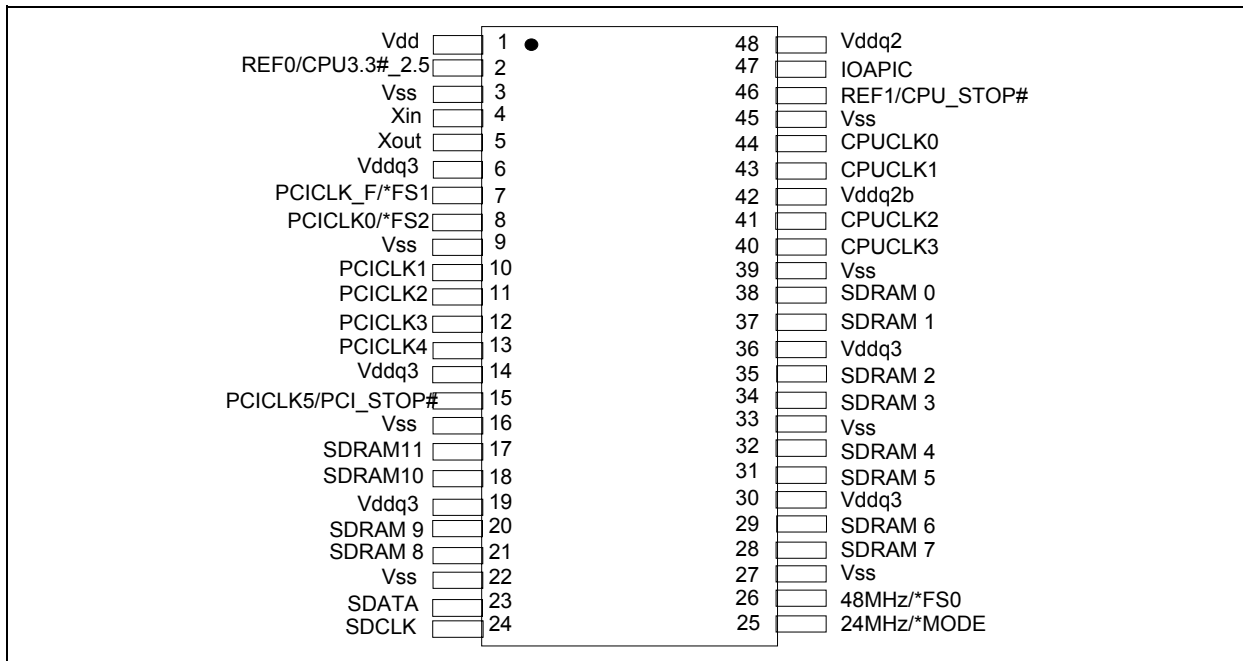 Vdd 1 48 Vddq2
REF0/CPU3.3#_2.5 2 47 IOAPIC
Vss 3 46 REF1/CPU_STOP#
Xin 4 45 Vss
Xout 5 44 CPUCLK0
Vddq3 6 43 CPUCLK1
PCICLK_F/*FS1 7 42 Vddq2b
PCICLK0/*FS2 8 41 CPUCLK2
Vss 9 40 CPUCLK3
PCICLK1 10 39 Vss
PCICLK2 11 38 SDRAM 0
PCICLK3 12 37 SDRAM 1
PCICLK4 13 36 Vddq3
Vddq3 14 35 SDRAM 2
PCICLK5/PCI_STOP# 15 34 SDRAM 3
Vss 16 33 Vss
SDRAM11 17 32 SDRAM 4
SDRAM10 18 31 SDRAM 5
Vddq3 19 30 Vddq3
SDRAM 9 20 29 SDRAM 6
SDRAM 8 21 28 SDRAM 7
Vss 22 27 Vss
SDATA 23 26 48MHz/*FS0
SDCLK 24 25 24MHz/*MODE